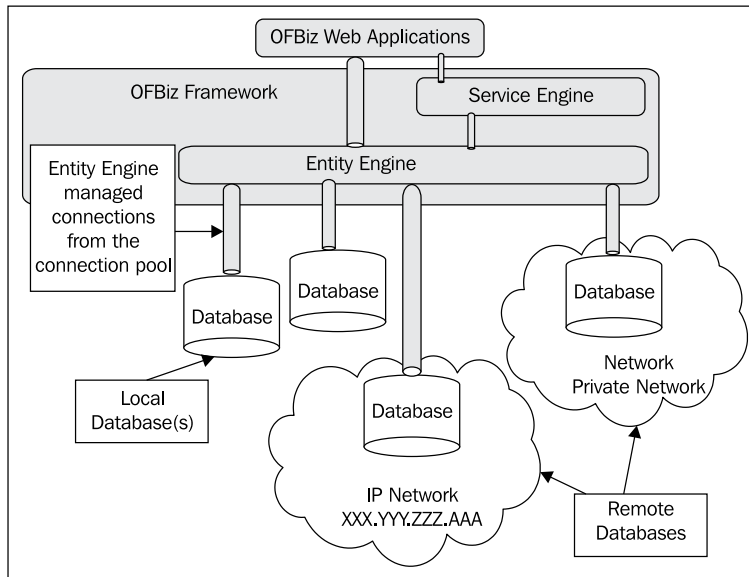 OFBiz Web Applications
OFBiz Framework
Service Engine
Entity Engine
Entity Engine
managed
connections
from the
connection pool
Database
Database
Database
Network
Private Network
Local
Database(s)
Database
IP Network
XXX.YYY.ZZZ.AAA
Remote
Databases